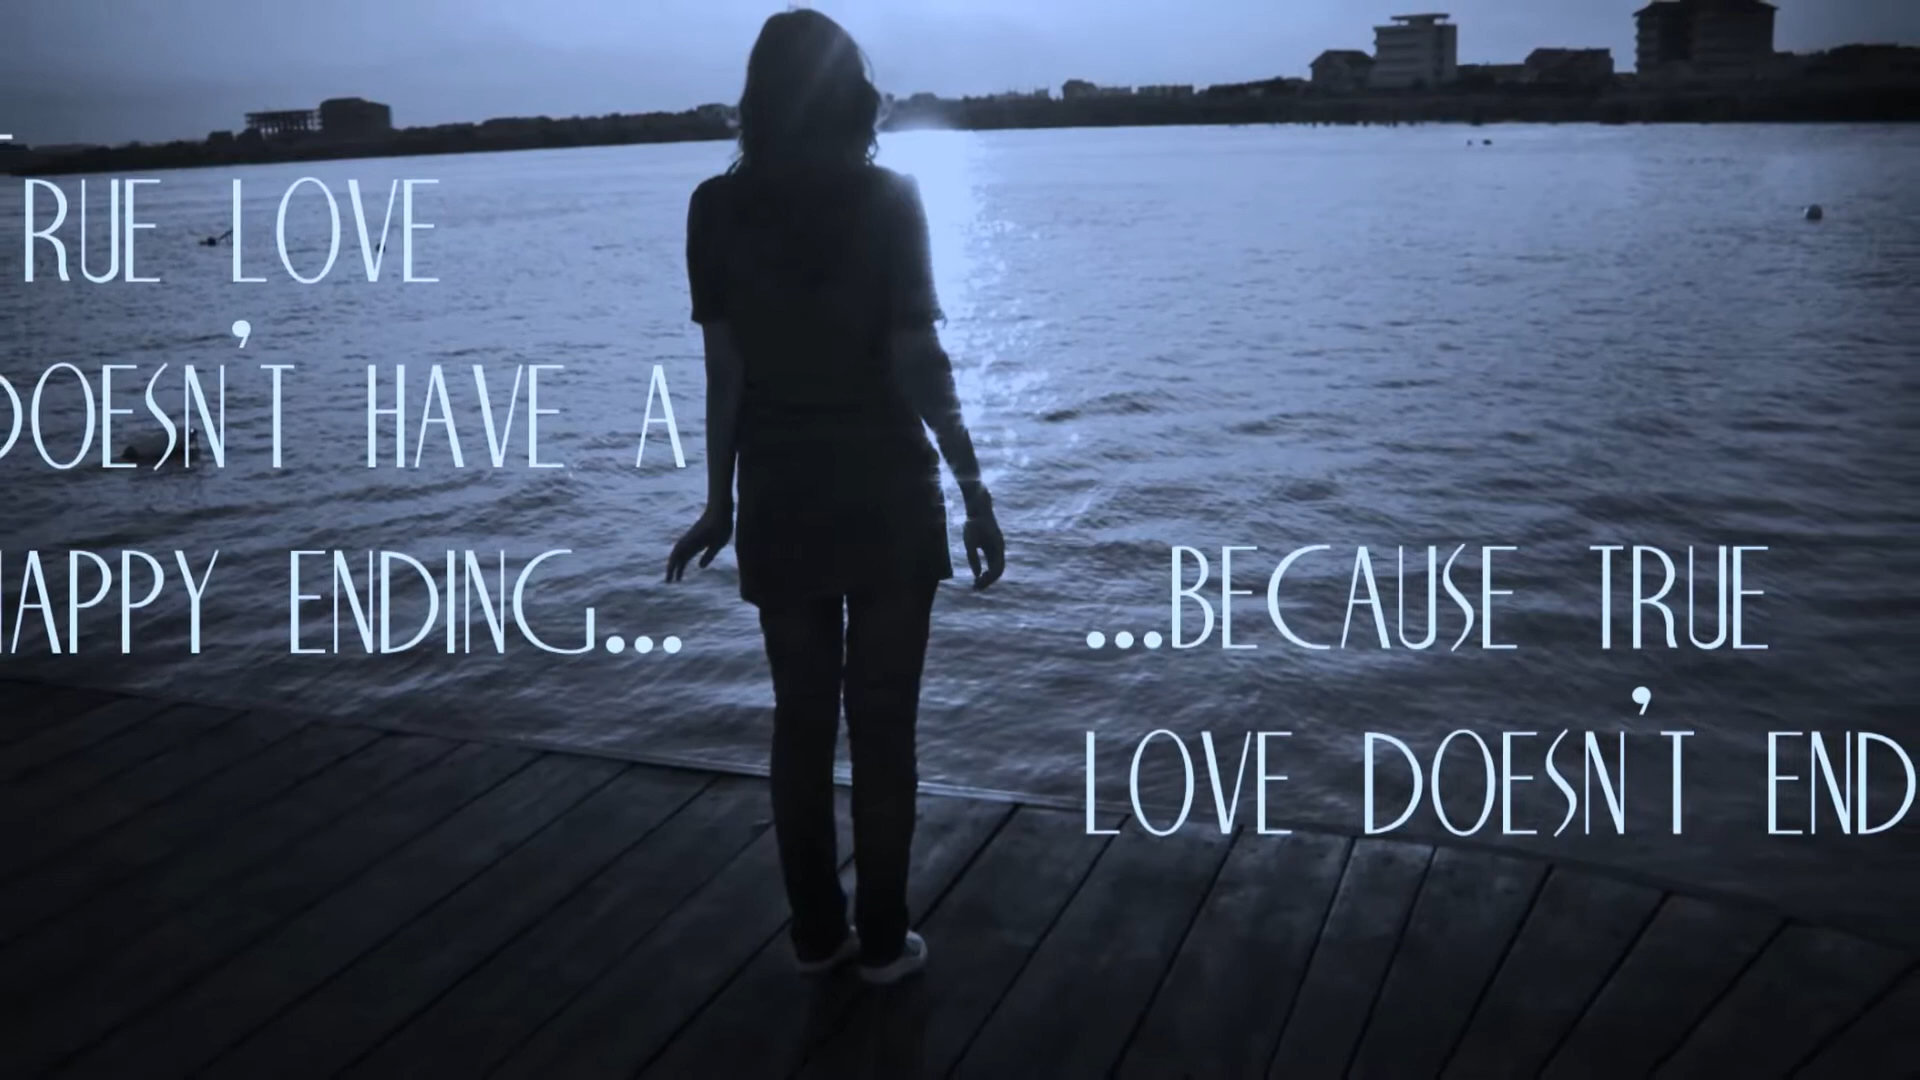 TRUE LOVE
DOESN'T HAVE A
HAPPY ENDING...
...BECAUSE TRUE
LOVE DOESN'T END